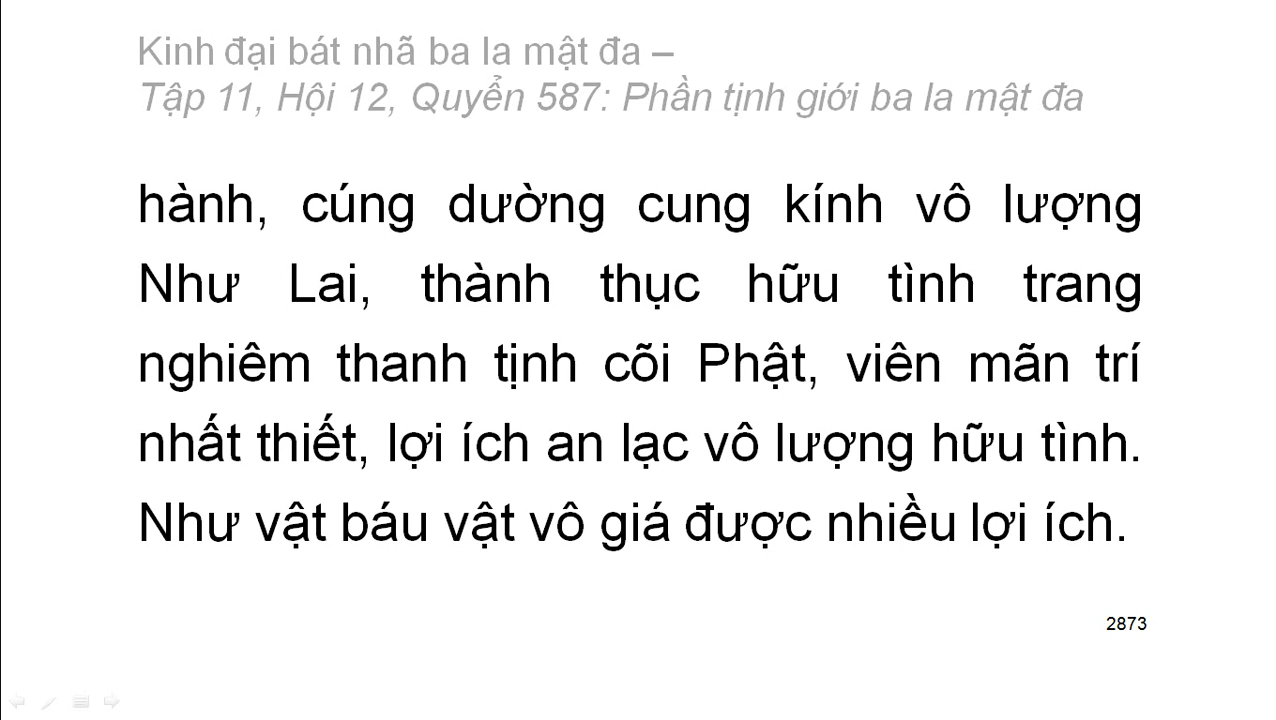 Kinh đại bát nhã ba la mật đa –
Tập 11, Hội 12, Quyển 587: Phần tịnh giới ba la mật đa
hành, cúng dường cung kính vô lượng
Như Lai, thành thục hữu tình trang
nghiêm thanh tịnh cõi Phật, viên mãn trí
nhất thiết, lợi ích an lạc vô lượng hữu tình.
Như vật báu vật vô giá được nhiều lợi ích.
2873